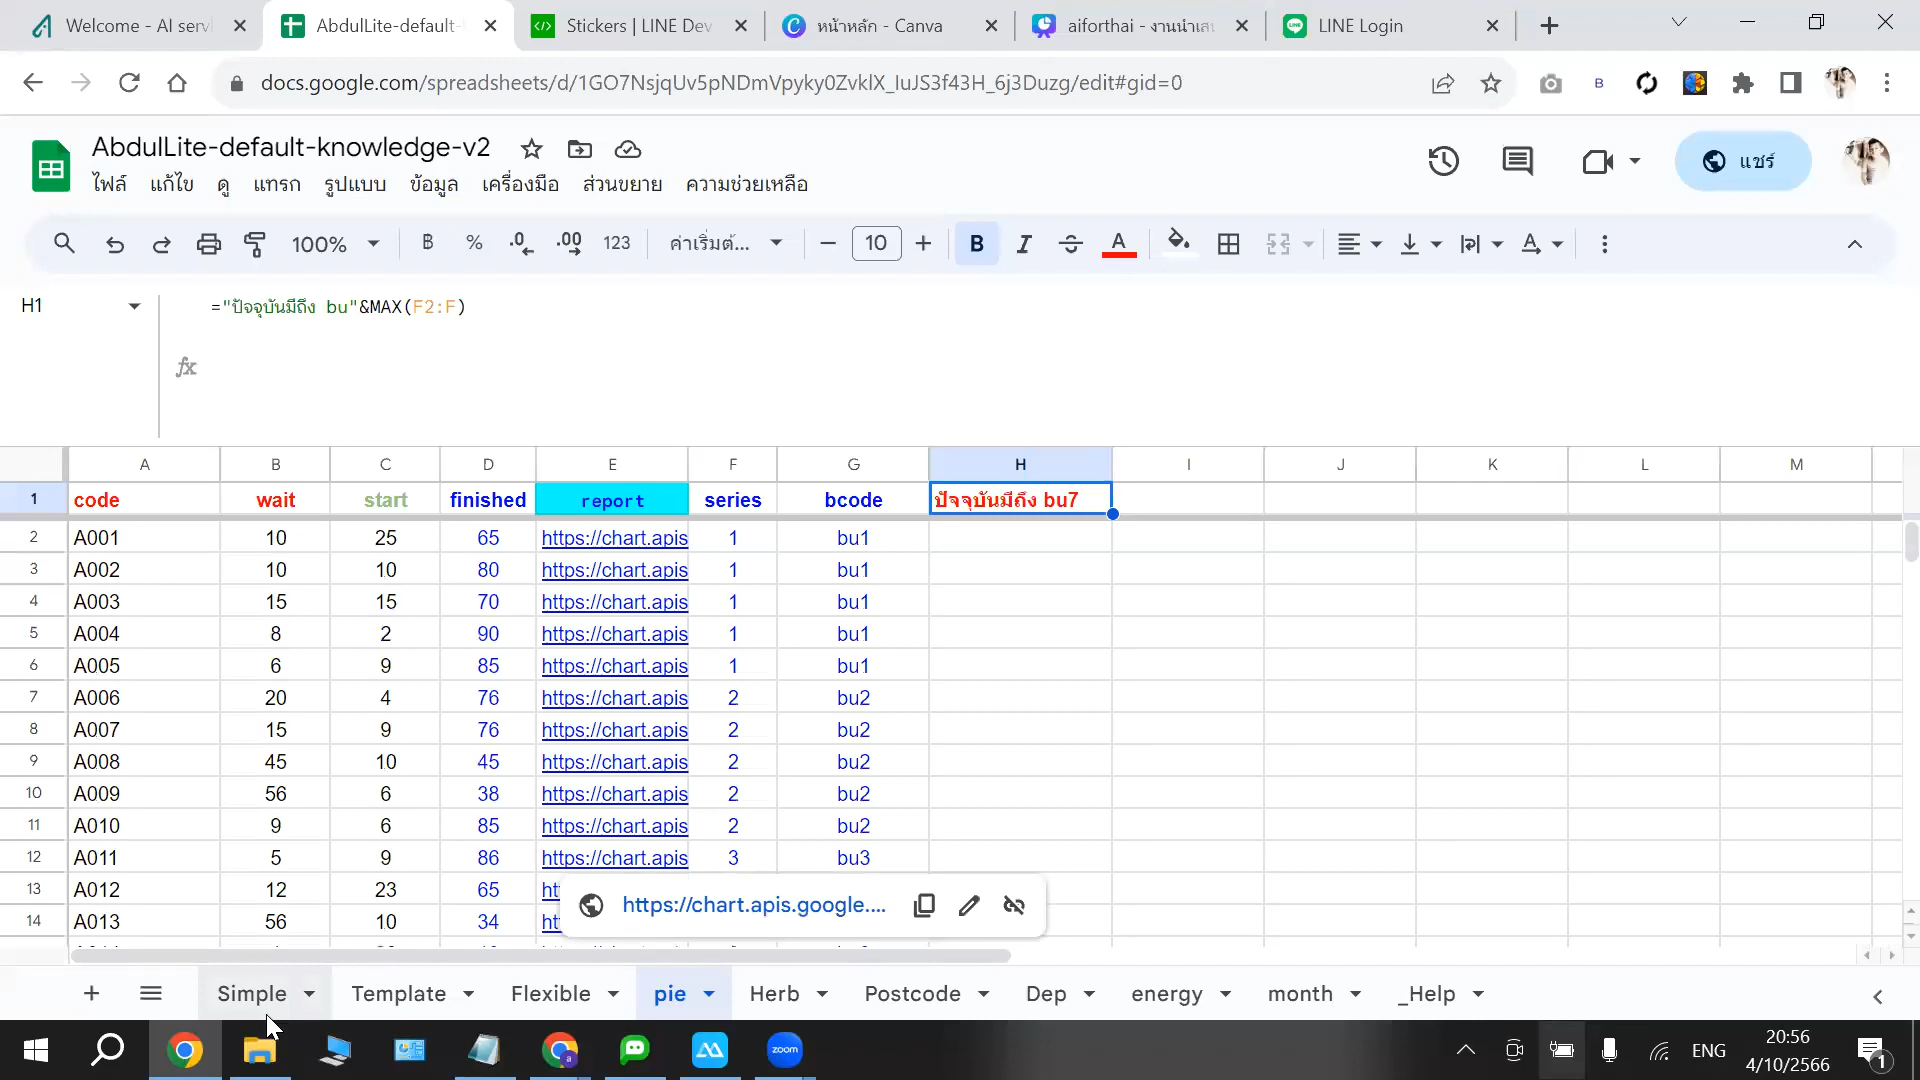 Welcome - AI servi
AbdulLite-default-
Stickers | LINE Dev
หน้าหลัก - Canva
aiforthai - งานนำเสน
LINE Login
docs.google.com/spreadsheets/d/1GO7NsjqUv5pNDmVpyky0ZvklX_IuJS3f43H_6j3Duzg/edit#gid=0
AbdulLite-default-knowledge-v2
ไฟล์ แก้ไข ดู แทรก รูปแบบ ข้อมูล เครื่องมือ ส่วนขยาย ความช่วยเหลือ
แชร์
100% B % .0 .00 123 ค่าเริ่มต้... 10 B I S A
H1 ="ปัจจุบันมีถึง bu"&MAX(F2:F)
fx
A B C D E F G H I J K L M
1 code wait start finished report series bcode ปัจจุบันมีถึง bu7
2 A001 10 25 65 https://chart.apis 1 bu1
3 A002 10 10 80 https://chart.apis 1 bu1
4 A003 15 15 70 https://chart.apis 1 bu1
5 A004 8 2 90 https://chart.apis 1 bu1
6 A005 6 9 85 https://chart.apis 1 bu1
7 A006 20 4 76 https://chart.apis 2 bu2
8 A007 15 9 76 https://chart.apis 2 bu2
9 A008 45 10 45 https://chart.apis 2 bu2
10 A009 56 6 38 https://chart.apis 2 bu2
11 A010 9 6 85 https://chart.apis 2 bu2
12 A011 5 9 86 https://chart.apis 3 bu3
13 A012 12 23 65 ht
14 A013 56 10 34 ht
https://chart.apis.google....
Simple Template Flexible pie Herb Postcode Dep energy month _Help
zoom
ENG
20:56
4/10/2566
1